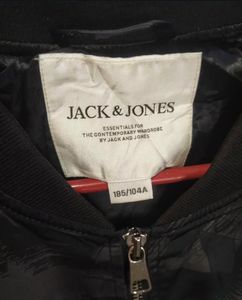 JACK & JONES
ESSENTIALS FOR
THE CONTEMPORARY WARDROBE
BY JACK AND JONES
185/104A